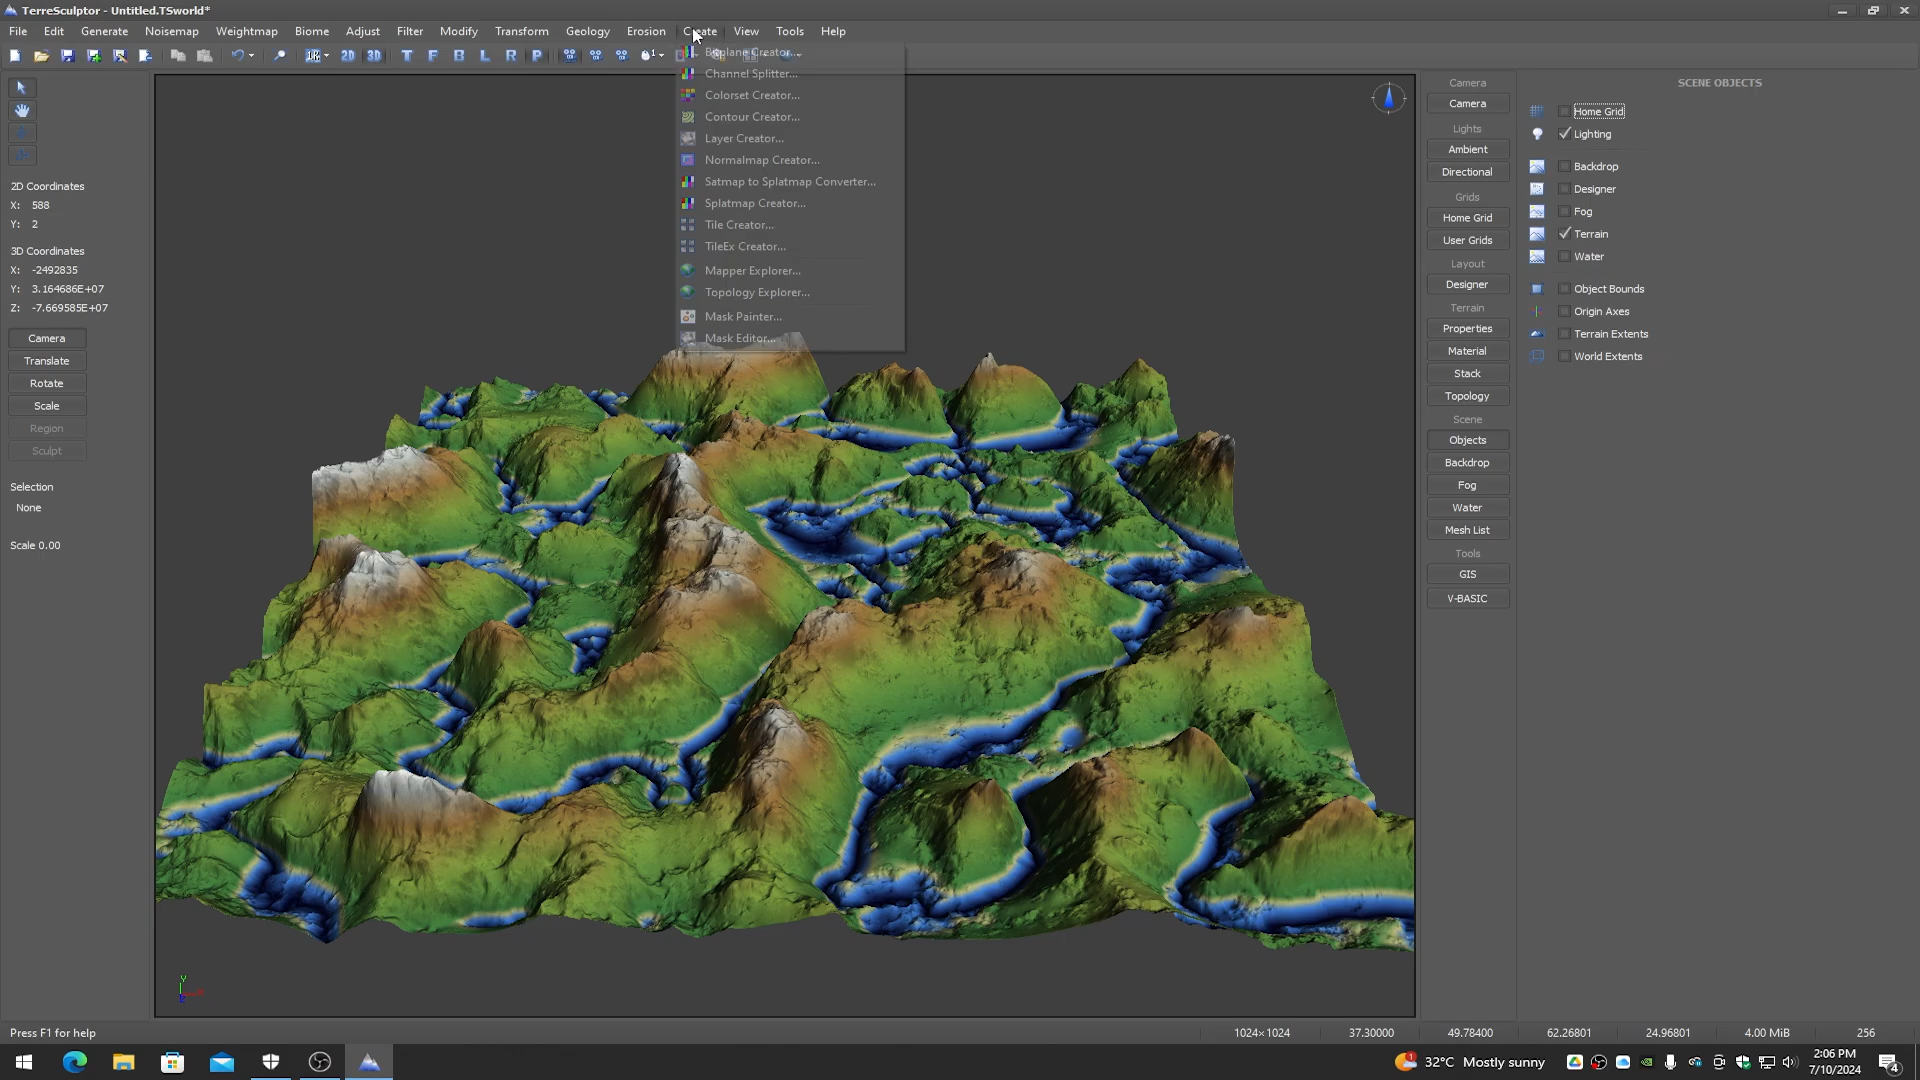 TerreSculptor - Untitled.TSworld*
File Edit Generate Noisemap Weightmap Biome Adjust Filter Modify Transform Geology Erosion Create View Tools Help
2D 3D T F B L R P
Channel Splitter...
Colorset Creator...
Contour Creator...
Layer Creator...
Normalmap Creator...
Satmap to Splatmap Converter...
Splatmap Creator...
Tile Creator...
TileEx Creator...
Mapper Explorer...
Topology Explorer...
Mask Painter...
Mask Editor...
2D Coordinates
X: 588
Y: 2
3D Coordinates
X: -2492835
Y: 3.164686E+07
Z: -7.669585E+07
Camera
Translate
Rotate
Scale
Region
Sculpt
Selection
None
Scale 0.00
Camera
Camera
Lights
Ambient
Directional
Grids
Home Grid
User Grids
Layout
Designer
Terrain
Properties
Material
Stack
Topology
Scene
Objects
Backdrop
Fog
Water
Mesh List
Tools
GIS
V-BASIC
SCENE OBJECTS
Home Grid
Lighting
Backdrop
Designer
Fog
Terrain
Water
Object Bounds
Origin Axes
Terrain Extents
World Extents
Y
Press F1 for help
1024×1024 37.30000 49.78400 62.26801 24.96801 4.00 MiB 256
32°C Mostly sunny
2:06 PM
7/10/2024
4